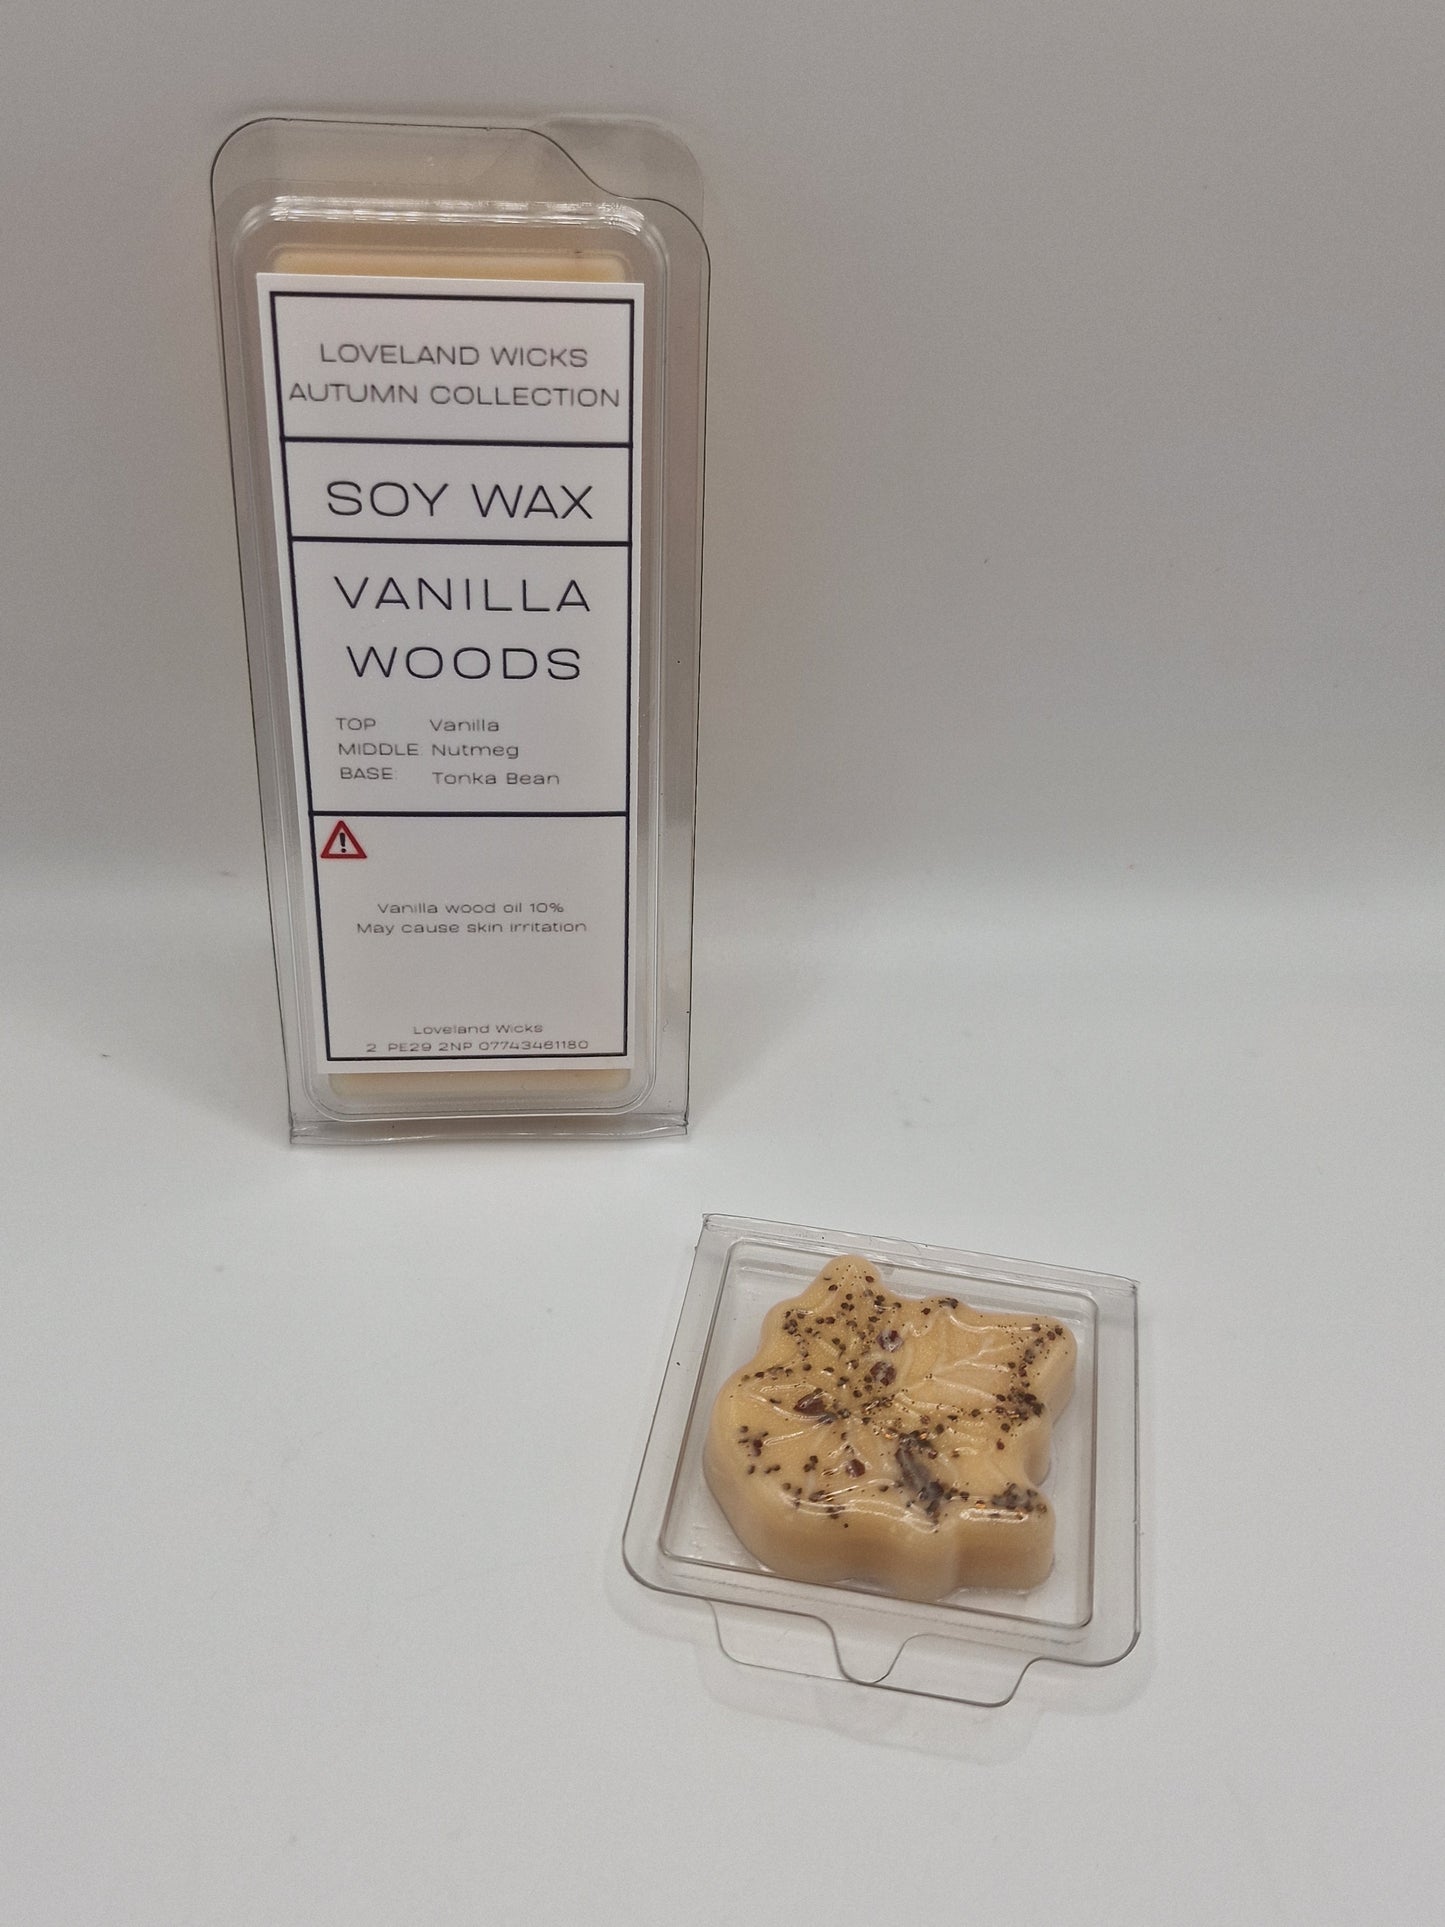 LOVELAND WICKS
AUTUMN COLLECTION
SOY WAX
VANILLA
WOODS
TOP Vanilla
MIDDLE Nutmeg
BASE: Tonka Bean
Vanilla wood oil 10%
May cause skin irritation
Loveland Wicks
2 PE29 2NP 07743461180